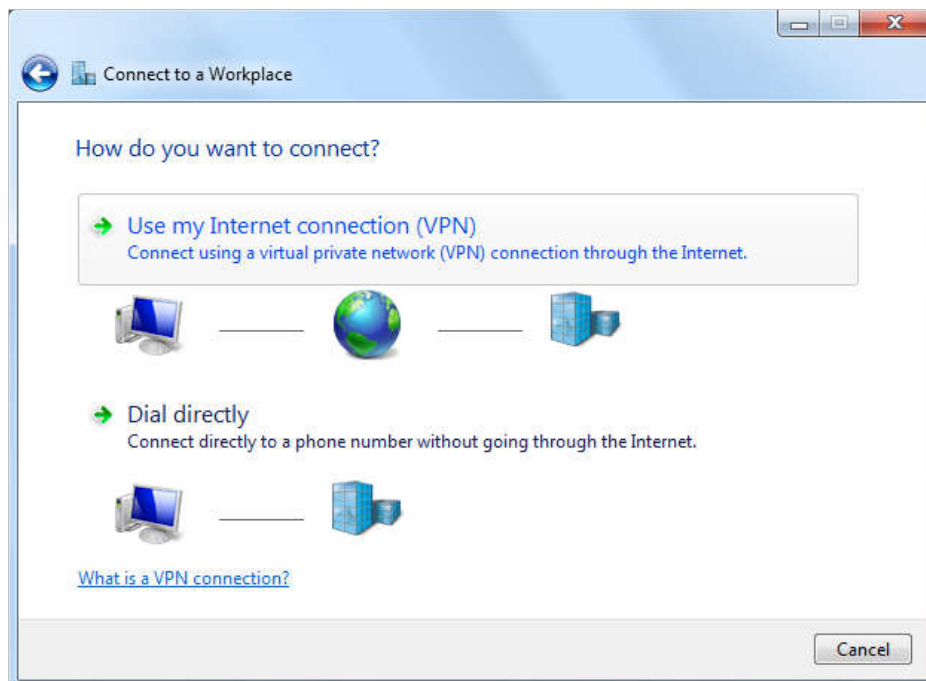 Connect to a Workplace
How do you want to connect?
Use my Internet connection (VPN)
Connect using a virtual private network (VPN) connection through the Internet.
Dial directly
Connect directly to a phone number without going through the Internet.
What is a VPN connection?
Cancel